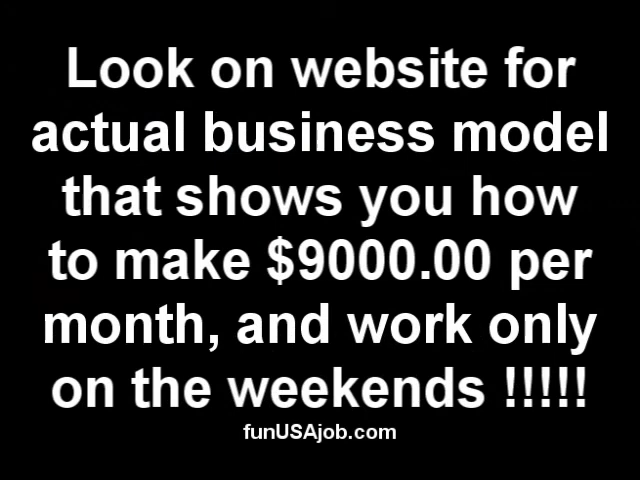 Look on website for
actual business model
that shows you how
to make $9000.00 per
month, and work only
on the weekends !!!!!
funUSAjob.com